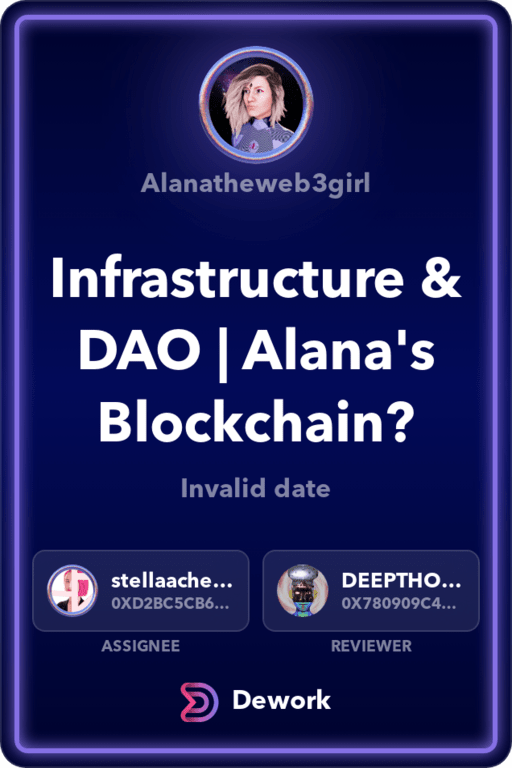 Alanatheweb3girl
Infrastructure &
DAO | Alana's
Blockchain?
Invalid date
stellaache...
0XD2BC5CB6...
ASSIGNEE
DEEPTHO...
0X780909C4...
REVIEWER
Dework